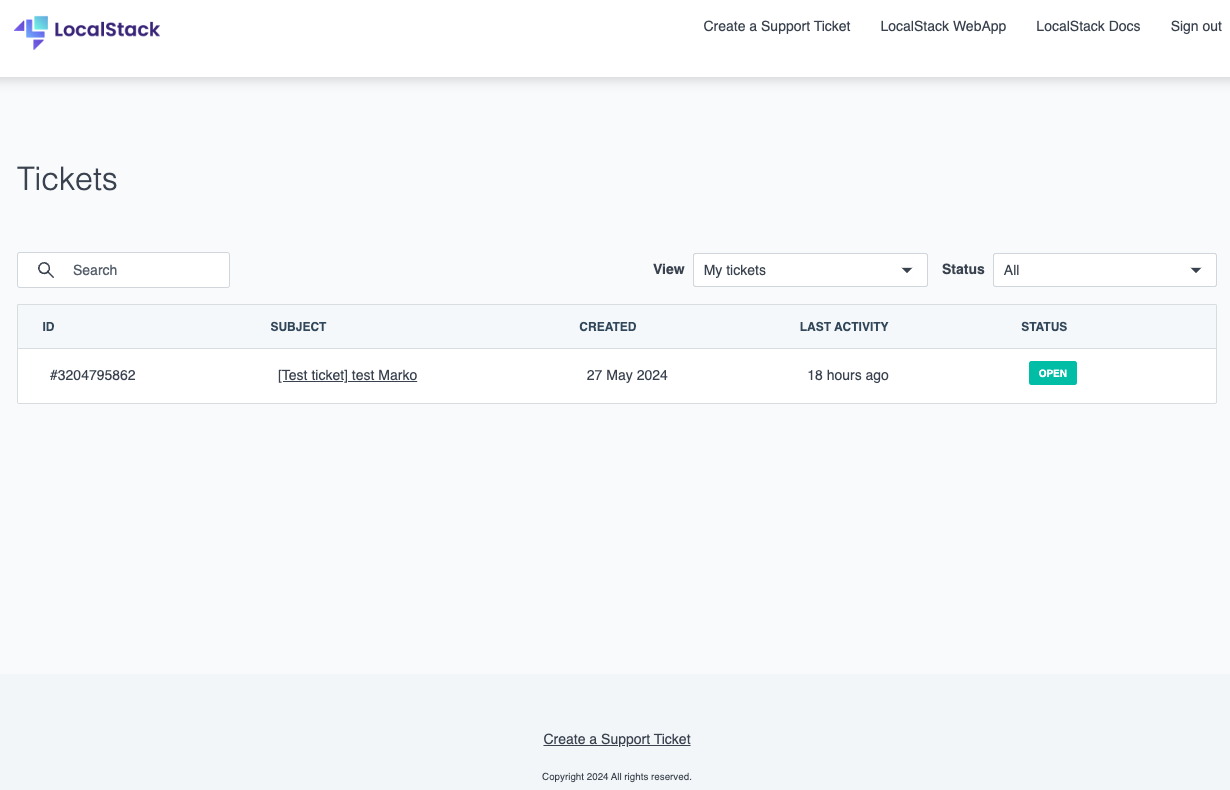 LocalStack
Create a Support Ticket LocalStack WebApp LocalStack Docs Sign out
Tickets
Search View My tickets Status All
ID SUBJECT CREATED LAST ACTIVITY STATUS
#3204795862 [Test ticket] test Marko 27 May 2024 18 hours ago OPEN
Create a Support Ticket
Copyright 2024 All rights reserved.